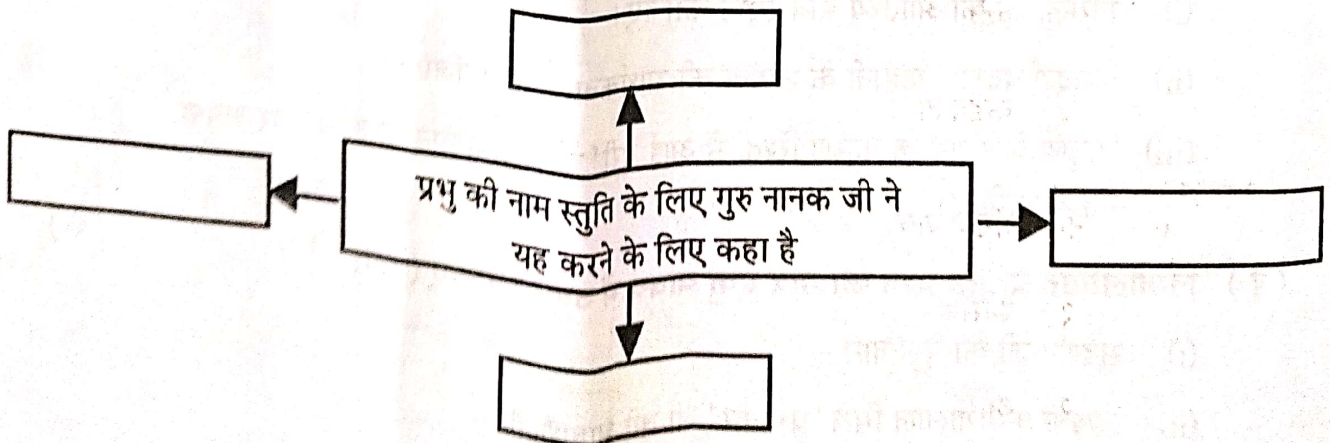 प्रभु की नाम स्तुति के लिए गुरु नानक जी ने
यह करने के लिए कहा है